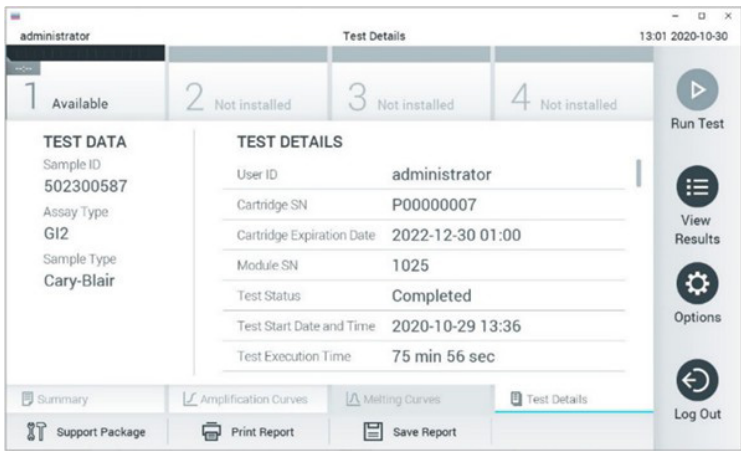 administrator Test Details 13:01 2020-10-30
--:--
1 Available
2 Not installed
3 Not installed
4 Not installed
Run Test
View Results
Options
Log Out
TEST DATA
Sample ID
502300587
Assay Type
GI2
Sample Type
Cary-Blair
TEST DETAILS
User ID administrator
Cartridge SN P00000007
Cartridge Expiration Date 2022-12-30 01:00
Module SN 1025
Test Status Completed
Test Start Date and Time 2020-10-29 13:36
Test Execution Time 75 min 56 sec
Summary Amplification Curves Melting Curves Test Details
Support Package Print Report Save Report